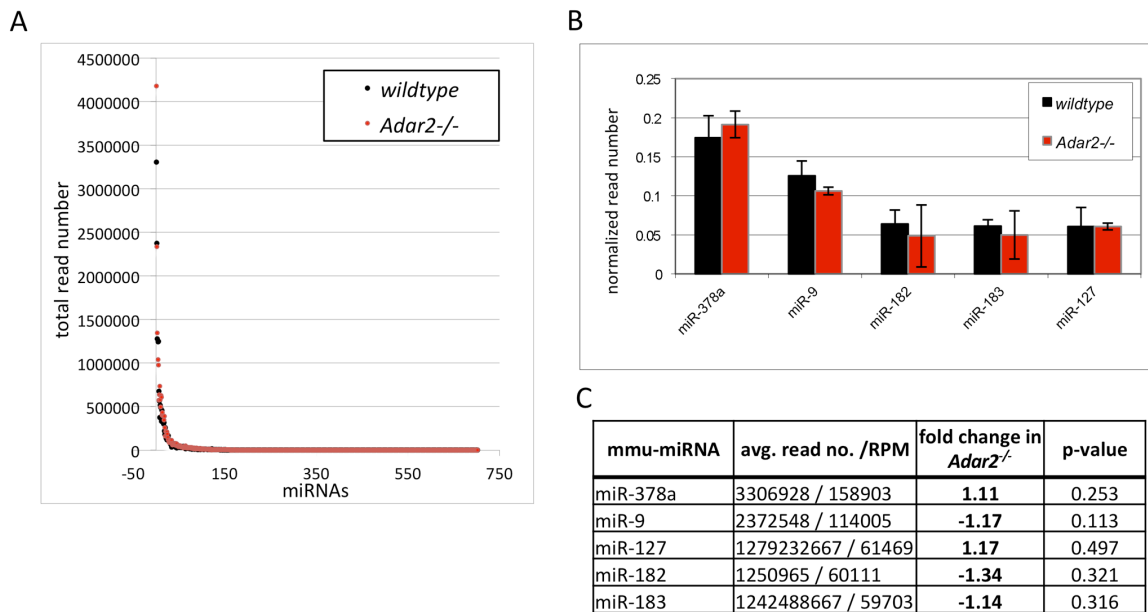 A
4500000
4000000
3500000
3000000
2500000
2000000
1500000
1000000
500000
0
-50 150 350 550 750
total read number
miRNAs
wildtype
Adar2-/-
B
0.25
0.2
0.15
0.1
0.05
0
normalized read number
wildtype
Adar2-/-
miR-378a miR-9 miR-182 miR-183 miR-127
C
mmu-miRNA avg. read no. /RPM fold change in Adar2-/- p-value
miR-378a 3306928 / 158903 1.11 0.253
miR-9 2372548 / 114005 -1.17 0.113
miR-127 1279232667 / 61469 1.17 0.497
miR-182 1250965 / 60111 -1.34 0.321
miR-183 1242488667 / 59703 -1.14 0.316